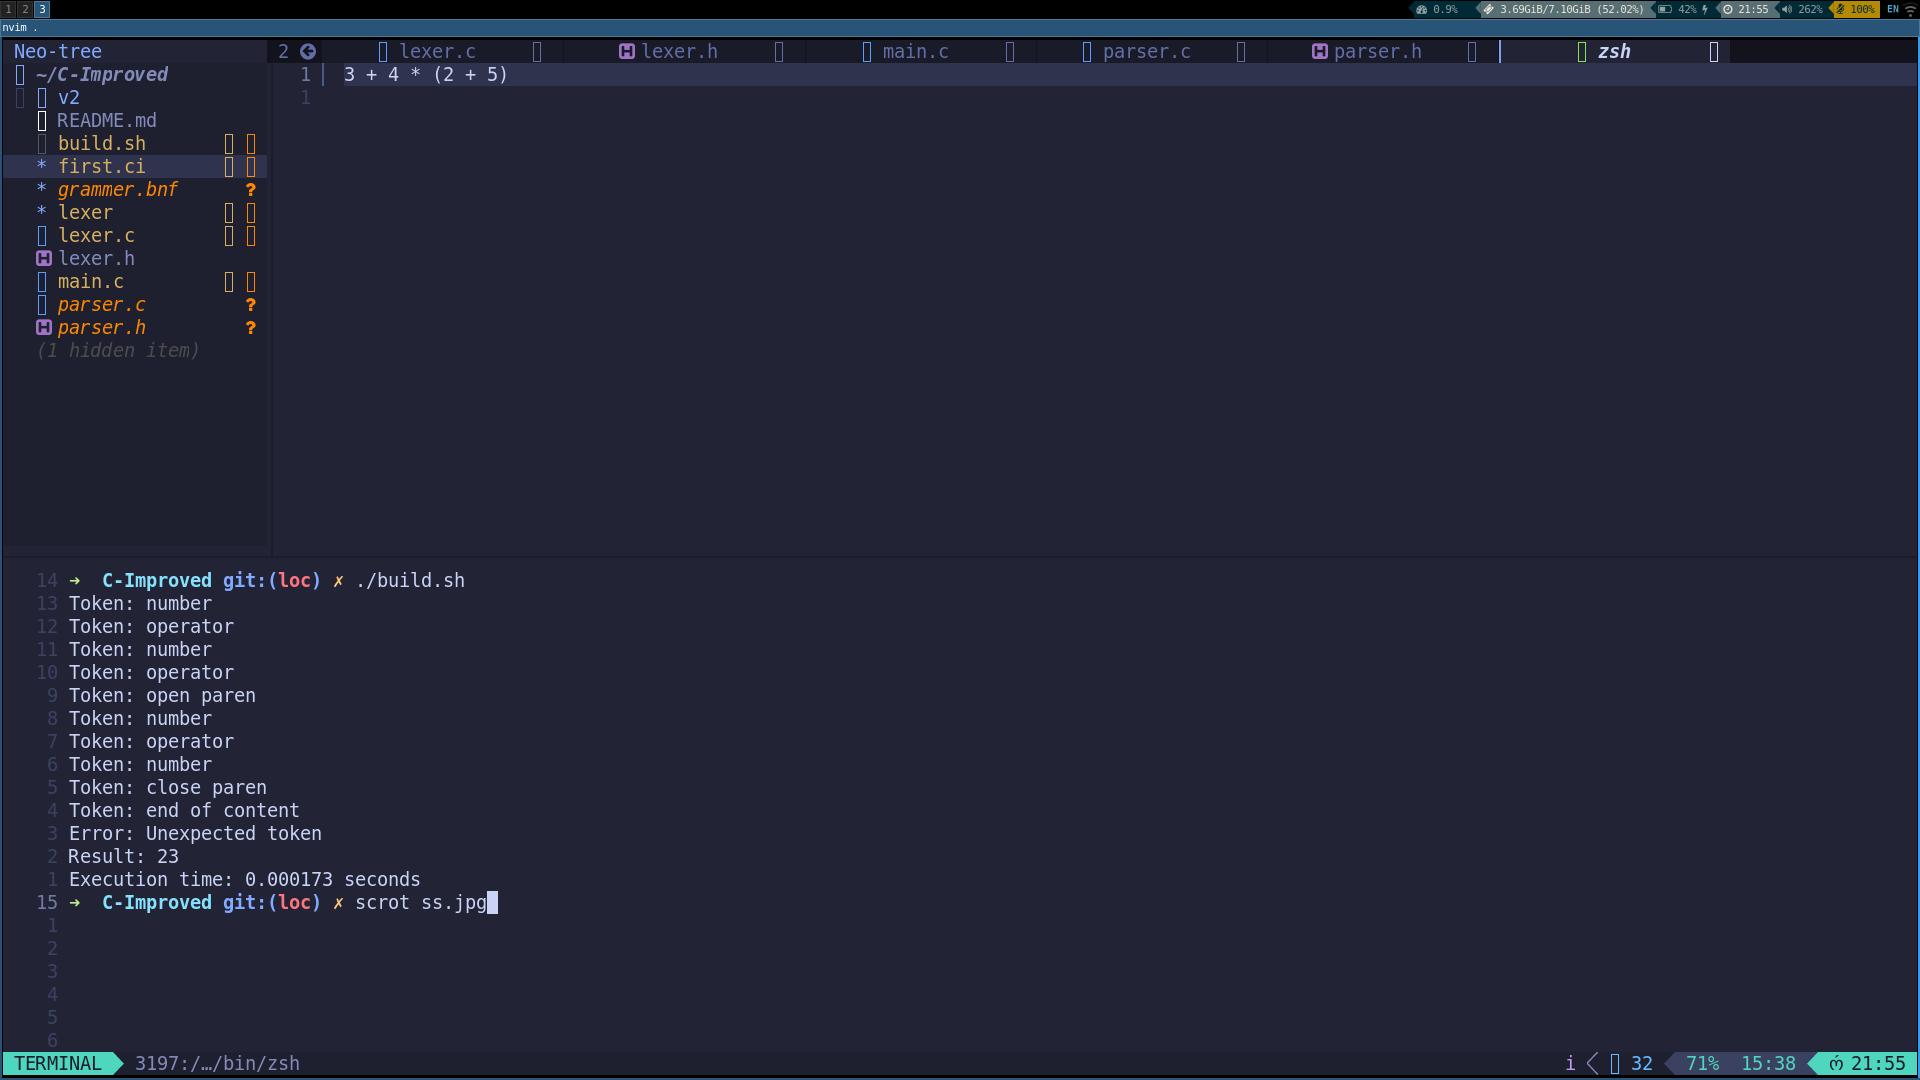 1 2 3 0.9% 3.69GiB/7.10GiB (52.02%) 42% 21:55 262% 100% EN
nvim .
Neo-tree 2 lexer.c lexer.h main.c parser.c parser.h zsh
~/C-Improved
v2
README.md
build.sh
* first.ci
* grammer.bnf ?
* lexer
lexer.c
lexer.h
main.c
parser.c ?
parser.h ?
(1 hidden item)
1 3 + 4 * (2 + 5)
1
14 → C-Improved git:(loc) ✗ ./build.sh
13 Token: number
12 Token: operator
11 Token: number
10 Token: operator
9 Token: open paren
8 Token: number
7 Token: operator
6 Token: number
5 Token: close paren
4 Token: end of content
3 Error: Unexpected token
2 Result: 23
1 Execution time: 0.000173 seconds
15 → C-Improved git:(loc) ✗ scrot ss.jpg
1
2
3
4
5
6
TERMINAL 3197:/…/bin/zsh i 32 71% 15:38 21:55